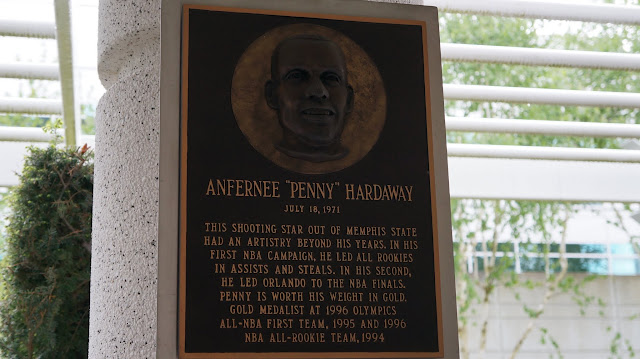 ANFERNEE "PENNY" HARDAWAY
JULY 18, 1971
THIS SHOOTING STAR OUT OF MEMPHIS STATE
HAD AN ARTISTRY BEYOND HIS YEARS. IN HIS
FIRST NBA CAMPAIGN, HE LED ALL ROOKIES
IN ASSISTS AND STEALS. IN HIS SECOND,
HE LED ORLANDO TO THE NBA FINALS.
PENNY IS WORTH HIS WEIGHT IN GOLD.
GOLD MEDALIST AT 1996 OLYMPICS
ALL-NBA FIRST TEAM, 1995 AND 1996
NBA ALL-ROOKIE TEAM, 1994